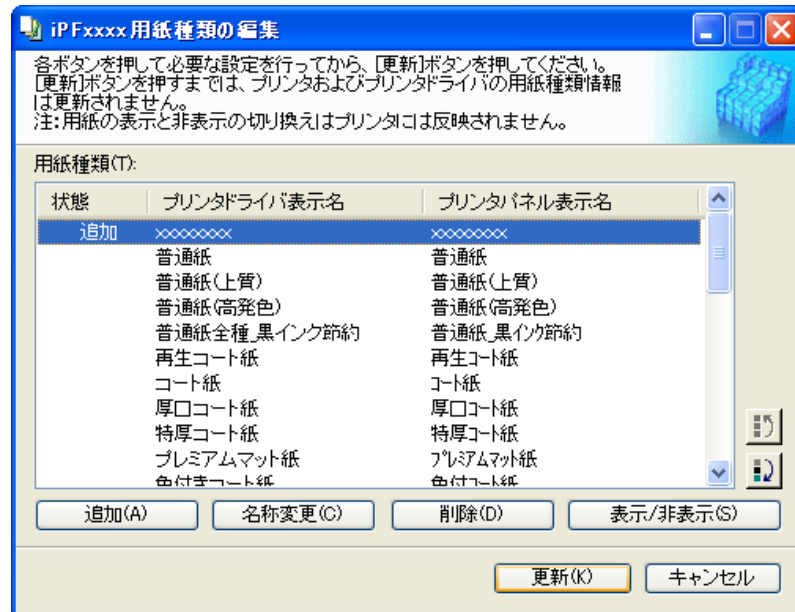 iPFxxxx 用紙種類の編集
各ボタンを押して必要な設定を行ってから、[更新]ボタンを押してください。
[更新]ボタンを押すまでは、プリンタおよびプリンタドライバの用紙種類情報
は更新されません。
注:用紙の表示と非表示の切り換えはプリンタには反映されません。
用紙種類(T):
状態 プリンタドライバ表示名 プリンタパネル表示名
追加 xxxxxxxx xxxxxxxx
普通紙 普通紙
普通紙(上質) 普通紙(上質)
普通紙(高発色) 普通紙(高発色)
普通紙全種_黒インク節約 普通紙_黒インク節約
再生コート紙 再生コート紙
コート紙 コート紙
厚口コート紙 厚口コート紙
特厚コート紙 特厚コート紙
プレミアムマット紙 プレミアムマット紙
色付きコート紙 色付コート紙
追加(A) 名称変更(C) 削除(D) 表示/非表示(S)
更新(K) キャンセル